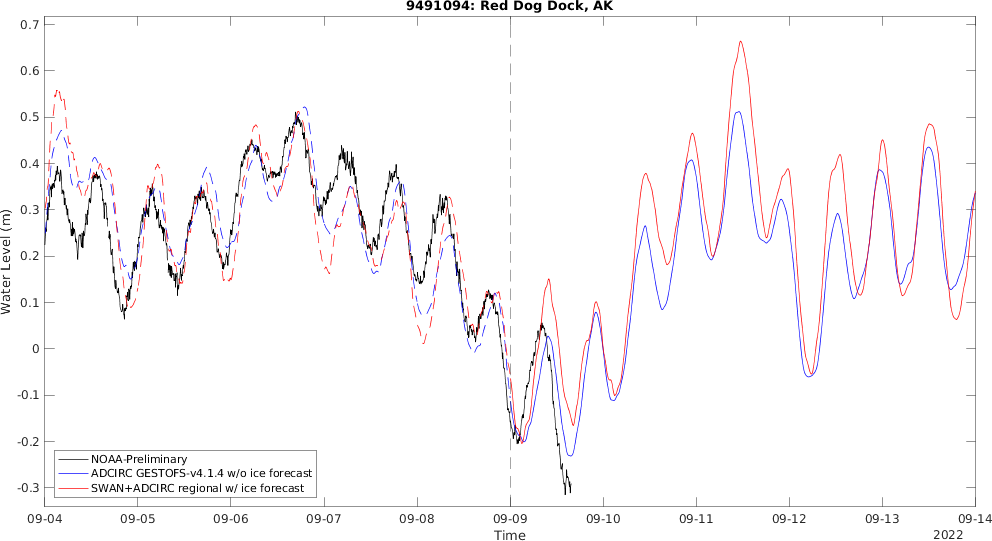 9491094: Red Dog Dock, AK
Water Level (m)
0.7
0.6
0.5
0.4
0.3
0.2
0.1
0
-0.1
-0.2
-0.3
NOAA-Preliminary
ADCIRC GESTOFS-v4.1.4 w/o ice forecast
SWAN+ADCIRC regional w/ ice forecast
09-04 09-05 09-06 09-07 09-08 09-09 09-10 09-11 09-12 09-13 09-14
Time
2022